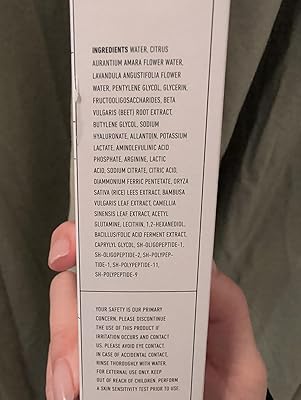 INGREDIENTS WATER, CITRUS
AURANTIUM AMARA FLOWER WATER,
LAVANDULA ANGUSTIFOLIA FLOWER
WATER, PENTYLENE GLYCOL, GLYCERIN,
FRUCTOOLIGOSACCHARIDES, BETA
VULGARIS (BEET) ROOT EXTRACT,
BUTYLENE GLYCOL, SODIUM
HYALURONATE, ALLANTOIN, POTASSIUM
LACTATE, AMINOLEVULINIC ACID
PHOSPHATE, ARGININE, LACTIC
ACID, SODIUM CITRATE, CITRIC ACID,
DIAMMONIUM FERRIC PENTETATE, ORYZA
SATIVA (RICE) LEES EXTRACT, BAMBUSA
VULGARIS LEAF EXTRACT, CAMELLIA
SINENSIS LEAF EXTRACT, ACETYL
GLUTAMINE, LECITHIN, 1,2-HEXANEDIOL,
BACILLUS/FOLIC ACID FERMENT EXTRACT,
CAPRYLYL GLYCOL, SH-OLIGOPEPTIDE-1,
SH-OLIGOPEPTIDE-2, SH-POLYPEP-
TIDE-1, SH-POLYPEPTIDE-11,
SH-POLYPEPTIDE-9
YOUR SAFETY IS OUR PRIMARY
CONCERN. PLEASE DISCONTINUE
THE USE OF THIS PRODUCT IF
IRRITATION OCCURS AND CONTACT
US. PLEASE AVOID EYE CONTACT.
IN CASE OF ACCIDENTAL CONTACT,
RINSE THOROUGHLY WITH WATER.
FOR EXTERNAL USE ONLY. KEEP
OUT OF REACH OF CHILDREN. PERFORM
A SKIN SENSITIVITY TEST PRIOR TO USE.